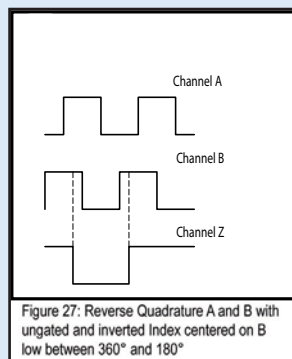 Channel A
Channel B
Channel Z
Figure 27: Reverse Quadrature A and B with
ungated and inverted Index centered on B
low between 360° and 180°